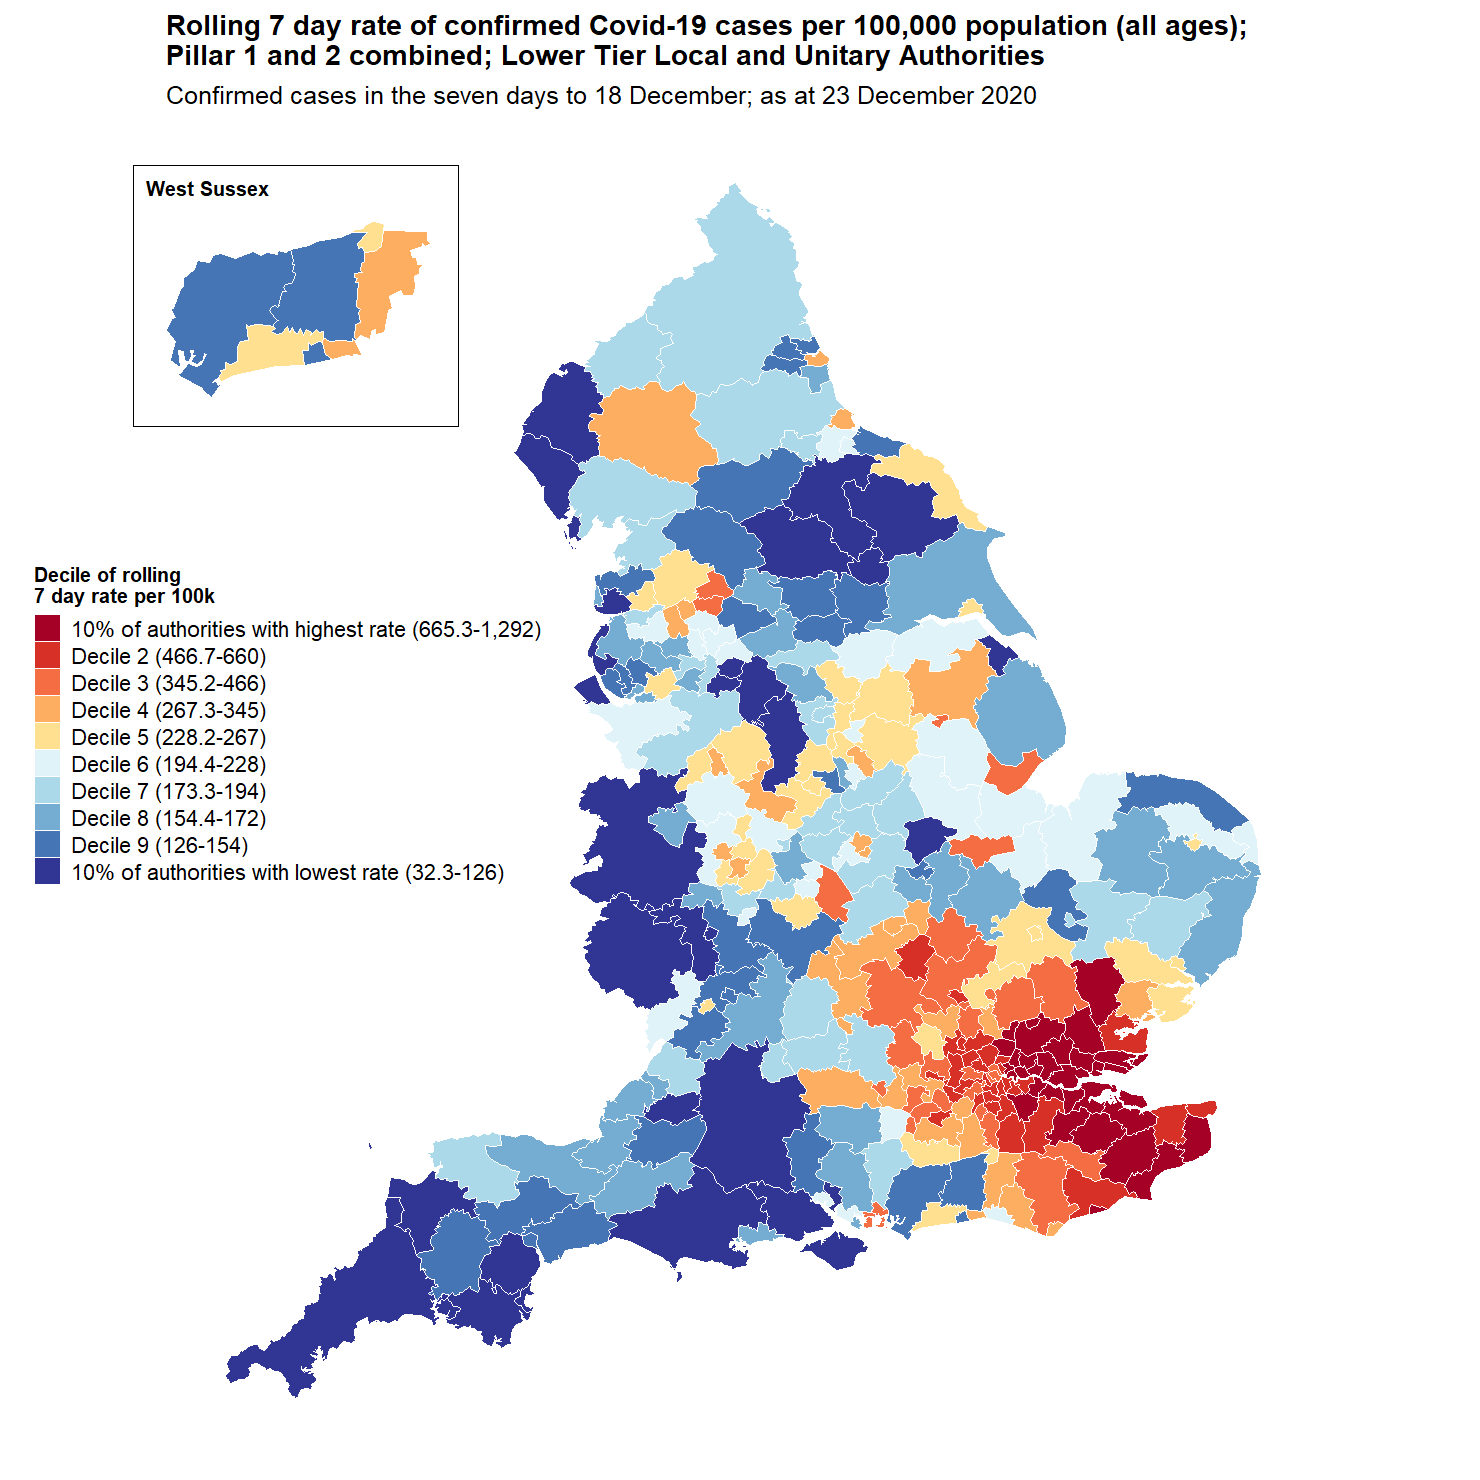 Rolling 7 day rate of confirmed Covid-19 cases per 100,000 population (all ages);
Pillar 1 and 2 combined; Lower Tier Local and Unitary Authorities
Confirmed cases in the seven days to 18 December; as at 23 December 2020
West Sussex
Decile of rolling
7 day rate per 100k
10% of authorities with highest rate (665.3-1,292)
Decile 2 (466.7-660)
Decile 3 (345.2-466)
Decile 4 (267.3-345)
Decile 5 (228.2-267)
Decile 6 (194.4-228)
Decile 7 (173.3-194)
Decile 8 (154.4-172)
Decile 9 (126-154)
10% of authorities with lowest rate (32.3-126)